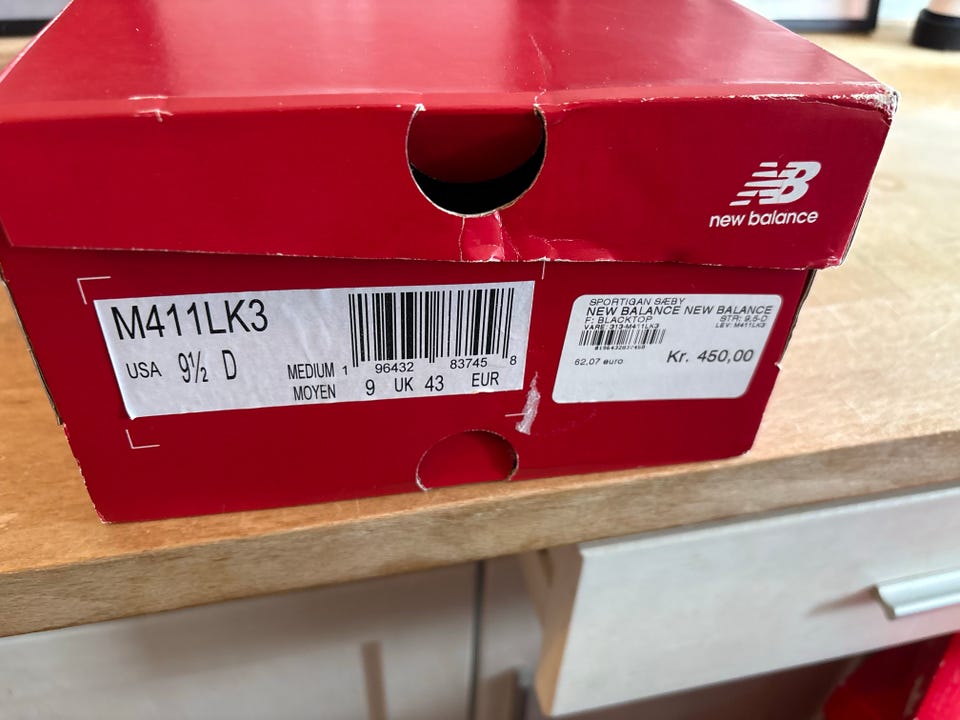 NB
new balance
M411LK3
USA 9½ D
MEDIUM
MOYEN
1 96432 83745 8
9 UK 43 EUR
SPORTIGAN SÆBY
NEW BALANCE NEW BALANCE
F: BLACKTOP STR: 9,5-D
VARE: 313-M411LK3 LEV: M411LK3
62,07 euro Kr. 450,00